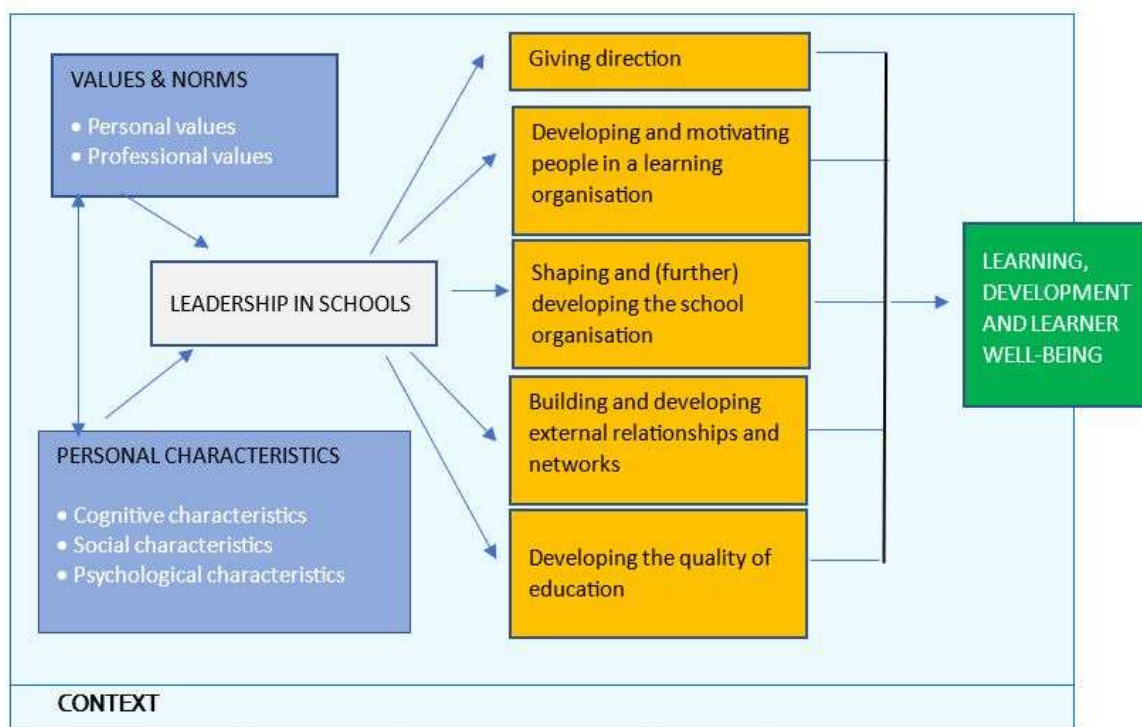 VALUES & NORMS
• Personal values
• Professional values
LEADERSHIP IN SCHOOLS
PERSONAL CHARACTERISTICS
• Cognitive characteristics
• Social characteristics
• Psychological characteristics
Giving direction
Developing and motivating
people in a learning
organisation
Shaping and (further)
developing the school
organisation
Building and developing
external relationships and
networks
Developing the quality of
education
LEARNING,
DEVELOPMENT
AND LEARNER
WELL-BEING
CONTEXT